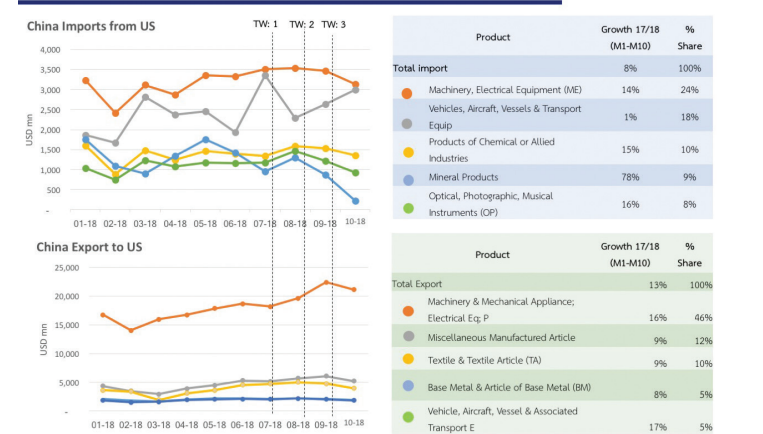 China Imports from US
TW: 1 TW: 2 TW: 3
4,000
3,500
3,000
2,500
2,000
1,500
1,000
500
-
USD mn
01-18 02-18 03-18 04-18 05-18 06-18 07-18 08-18 09-18 10-18
Product Growth 17/18 (M1-M10) % Share
Total import 8% 100%
Machinery, Electrical Equipment (ME) 14% 24%
Vehicles, Aircraft, Vessels & Transport
Equip 1% 18%
Products of Chemical or Allied
Industries 15% 10%
Mineral Products 78% 9%
Optical, Photographic, Musical
Instruments (OP) 16% 8%
China Export to US
25,000
20,000
15,000
10,000
5,000
-
USD mn
01-18 02-18 03-18 04-18 05-18 06-18 07-18 08-18 09-18 10-18
Product Growth 17/18 (M1-M10) % Share
Total Export 13% 100%
Machinery & Mechanical Appliance;
Electrical Eq; P 16% 46%
Miscellaneous Manufactured Article 9% 12%
Textile & Textile Article (TA) 9% 10%
Base Metal & Article of Base Metal (BM) 8% 5%
Vehicle, Aircraft, Vessel & Associated
Transport E 17% 5%